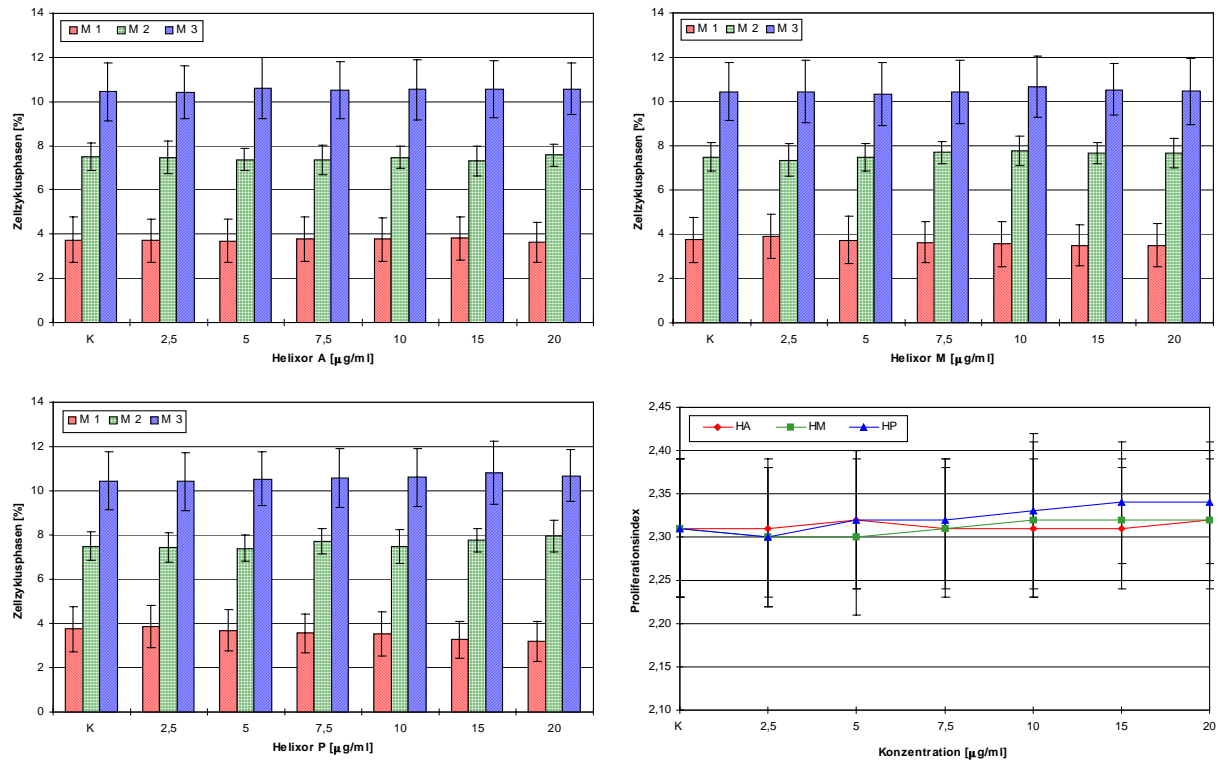 M 1 M 2 M 3
Zellzyklusphasen [%]
14
12
10
8
6
4
2
0
K 2,5 5 7,5 10 15 20
Helixor A [µg/ml]
M 1 M 2 M 3
Zellzyklusphasen [%]
14
12
10
8
6
4
2
0
K 2,5 5 7,5 10 15 20
Helixor M [µg/ml]
M 1 M 2 M 3
Zellzyklusphasen [%]
14
12
10
8
6
4
2
0
K 2,5 5 7,5 10 15 20
Helixor P [µg/ml]
HA HM HP
Proliferationsindex
2,45
2,40
2,35
2,30
2,25
2,20
2,15
2,10
K 2,5 5 7,5 10 15 20
Konzentration [µg/ml]